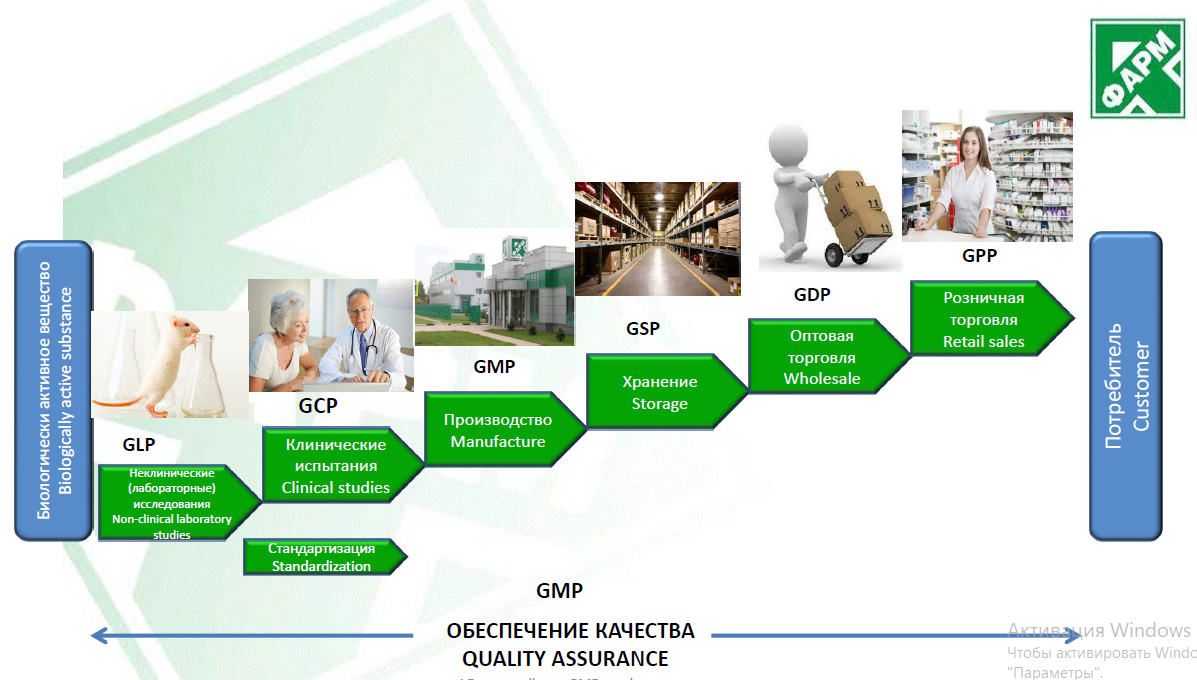 ФАРМ
Биологически активное вещество
Biologically active substance
GLP
Неклинические
(лабораторные)
исследования
Non-clinical laboratory
studies
GCP
Клинические
испытания
Clinical studies
Стандартизация
Standardization
GMP
Производство
Manufacture
GSP
Хранение
Storage
GDP
Оптовая
торговля
Wholesale
GPP
Розничная
торговля
Retail sales
Потребитель
Customer
GMP
ОБЕСПЕЧЕНИЕ КАЧЕСТВА
QUALITY ASSURANCE
Активация Windows
Чтобы активировать Windo
"Параметры".